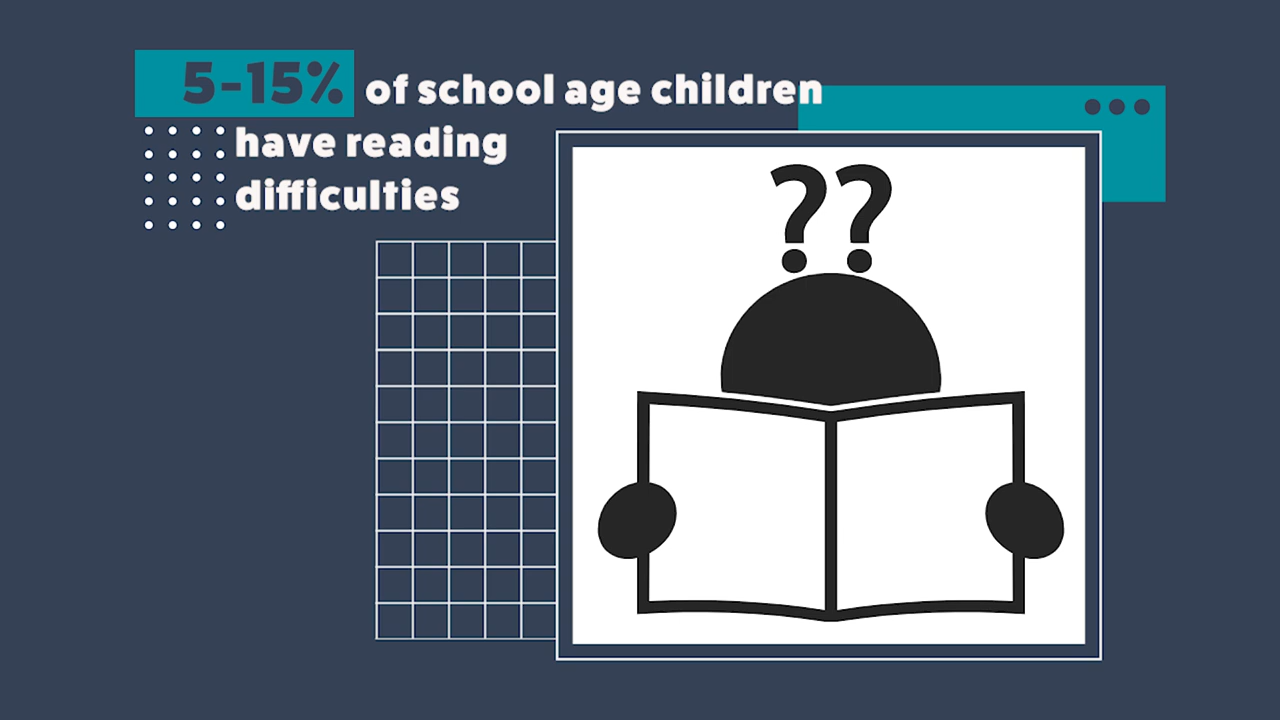 5-15% of school age children
have reading
difficulties
??